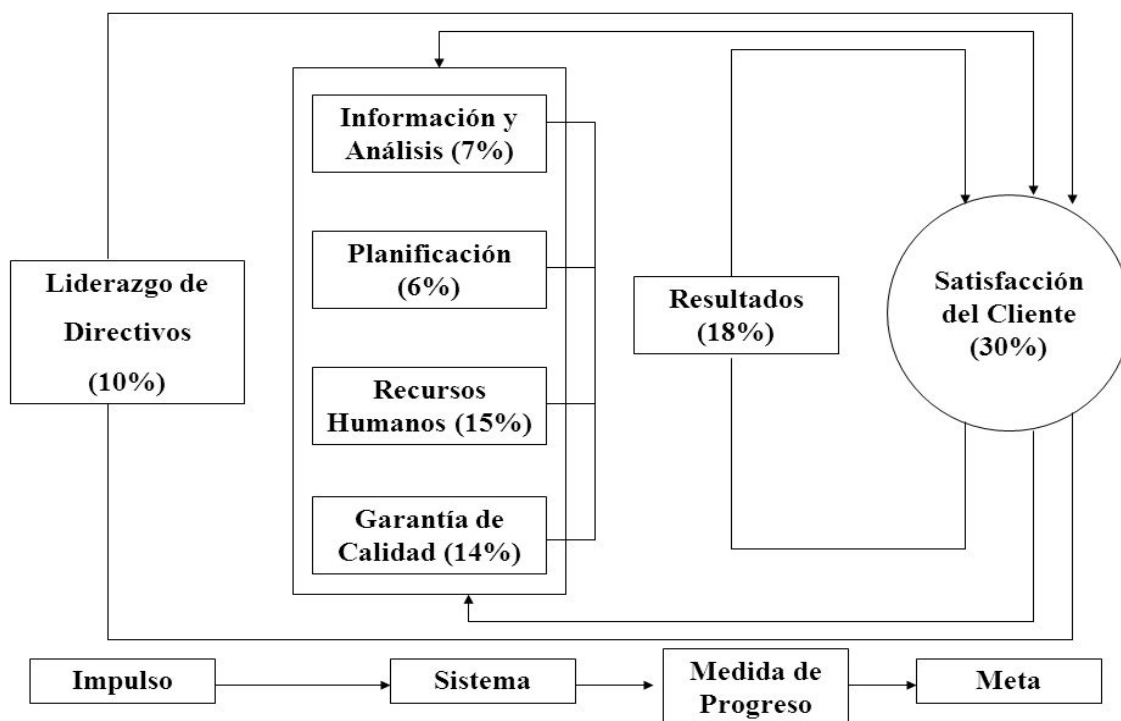 Información y
Análisis (7%)
Planificación
(6%)
Liderazgo de
Directivos
(10%)
Resultados
(18%)
Satisfacción
del Cliente
(30%)
Recursos
Humanos (15%)
Garantía de
Calidad (14%)
Impulso
Sistema
Medida de
Progreso
Meta